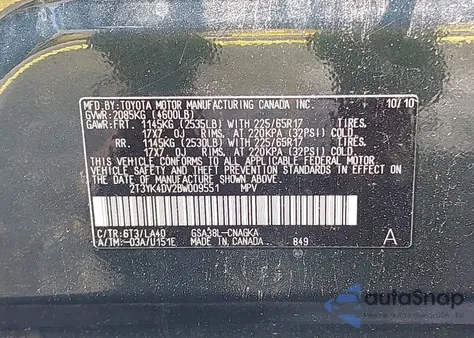 MFD. BY: TOYOTA MOTOR MANUFACTURING CANADA INC. 10/10
GVWR: 2085KG (4600LB)
GAWR: FRT. 1145KG (2535LB) WITH 225/65R17 TIRES.
17X7.0J RIMS. AT 220KPA (32PSI) COLD.
RR. 1145KG (2530LB) WITH 225/65R17 TIRES.
17X7.0J RIMS. AT 220KPA (32PSI) COLD.
THIS VEHICLE CONFORMS TO ALL APPLICABLE FEDERAL MOTOR
VEHICLE SAFETY STANDARDS IN EFFECT ON THE
DATE OF MANUFACTURE SHOWN ABOVE.
2T3YK4DV2BW009551 MPV
C/TR: 6T3/LA40 GSA38L-CNAGKA
A/TM: -03A/U151E MADE IN CANADA 849 A
autoSnap